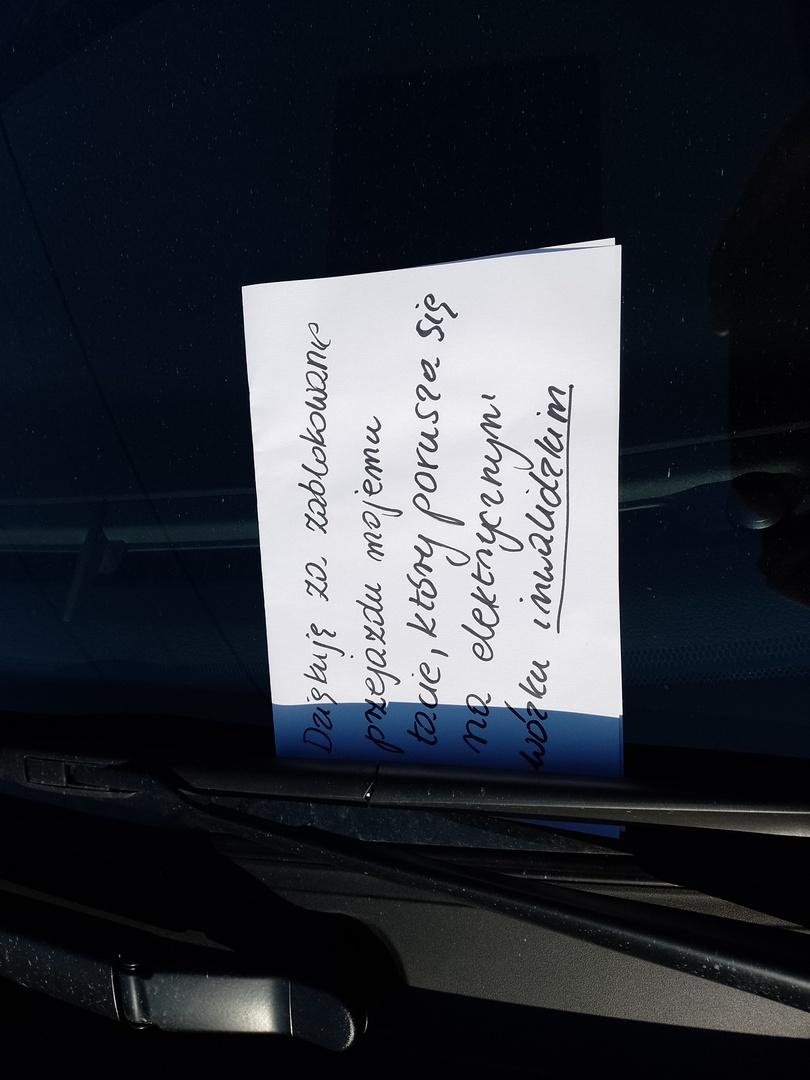 Dziękuję za zablokowanie
przejazdu mojemu
tacie, który porusza się
na elektrycznym
wózku inwalidzkim